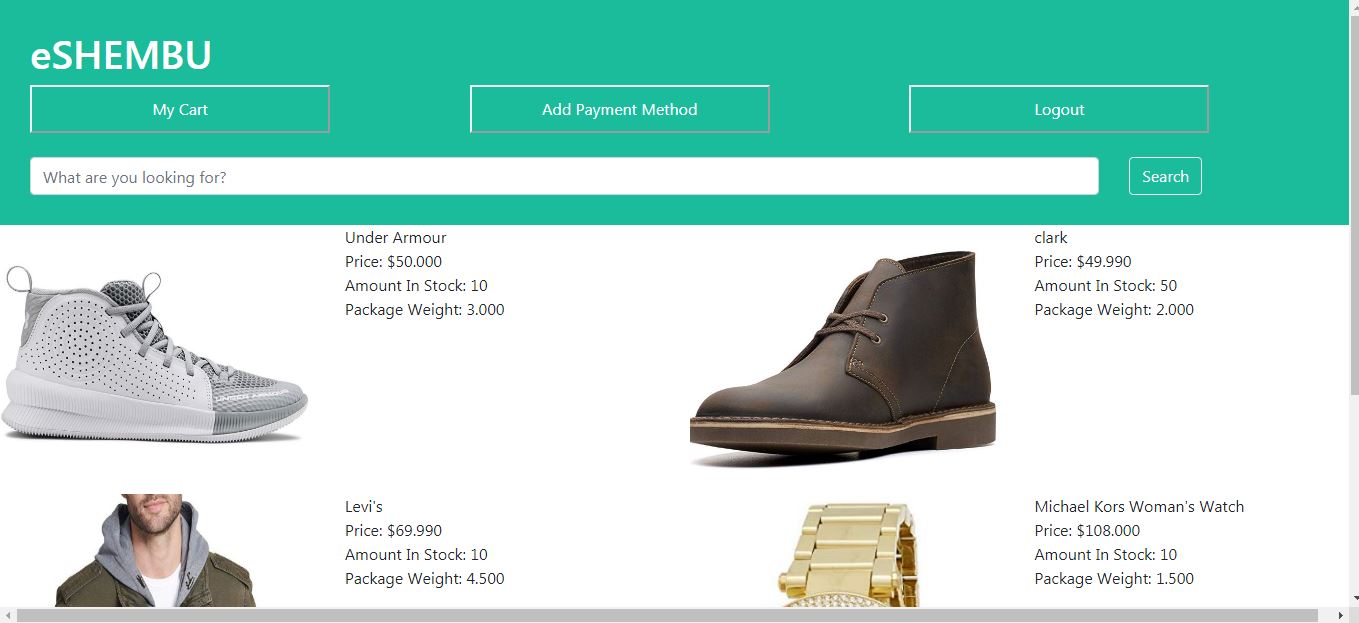 eSHEMBU
My Cart
Add Payment Method
Logout
What are you looking for?
Search
Under Armour
Price: $50.000
Amount In Stock: 10
Package Weight: 3.000
clark
Price: $49.990
Amount In Stock: 50
Package Weight: 2.000
UNDER ARMOUR
Levi's
Price: $69.990
Amount In Stock: 10
Package Weight: 4.500
Michael Kors Woman's Watch
Price: $108.000
Amount In Stock: 10
Package Weight: 1.500